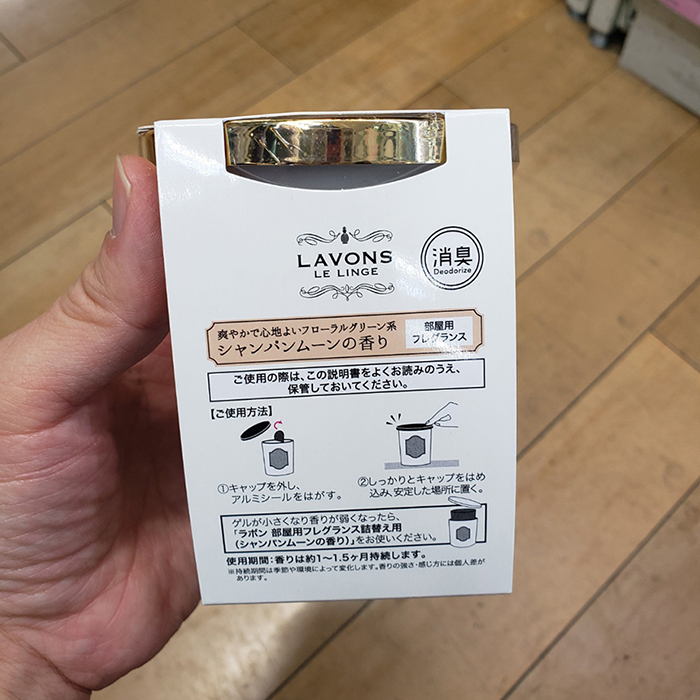 LAVONS
LE LINGE
消臭
Deodorize
爽やかで心地よいフローラルグリーン系
シャンパンムーンの香り
部屋用
フレグランス
ご使用の際は、この説明書をよくお読みのうえ、
保管しておいてください。
【ご使用方法】
①キャップを外し、
アルミシールをはがす。
②しっかりとキャップをはめ
込み、安定した場所に置く。
ゲルが小さくなり香りが弱くなったら、
「ラボン 部屋用フレグランス詰替え用
(シャンパンムーンの香り)」をお使いください。
使用期間:香りは約1〜1.5ヶ月持続します。
※持続期間は季節や環境によって変化します。香りの強さ・感じ方には個人差が
あります。